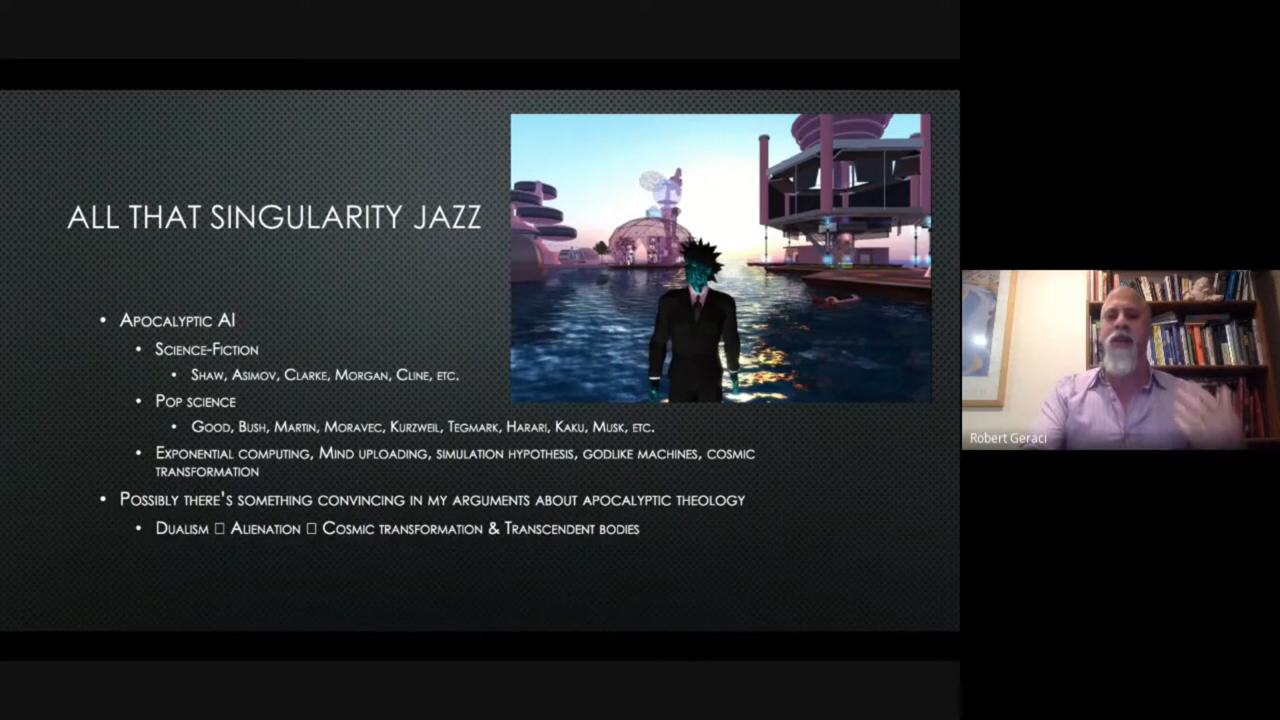 ALL THAT SINGULARITY JAZZ
• APOCALYPTIC AI
• SCIENCE-FICTION
• SHAW, ASIMOV, CLARKE, MORGAN, CLINE, ETC.
• POP SCIENCE
• GOOD, BUSH, MARTIN, MORAVEC, KURZWEIL, TEGMARK, HARARI, KAKU, MUSK, ETC.
• EXPONENTIAL COMPUTING, MIND UPLOADING, SIMULATION HYPOTHESIS, GODLIKE MACHINES, COSMIC
TRANSFORMATION
• POSSIBLY THERE'S SOMETHING CONVINCING IN MY ARGUMENTS ABOUT APOCALYPTIC THEOLOGY
• DUALISM □ ALIENATION □ COSMIC TRANSFORMATION & TRANSCENDENT BODIES
Robert Geraci